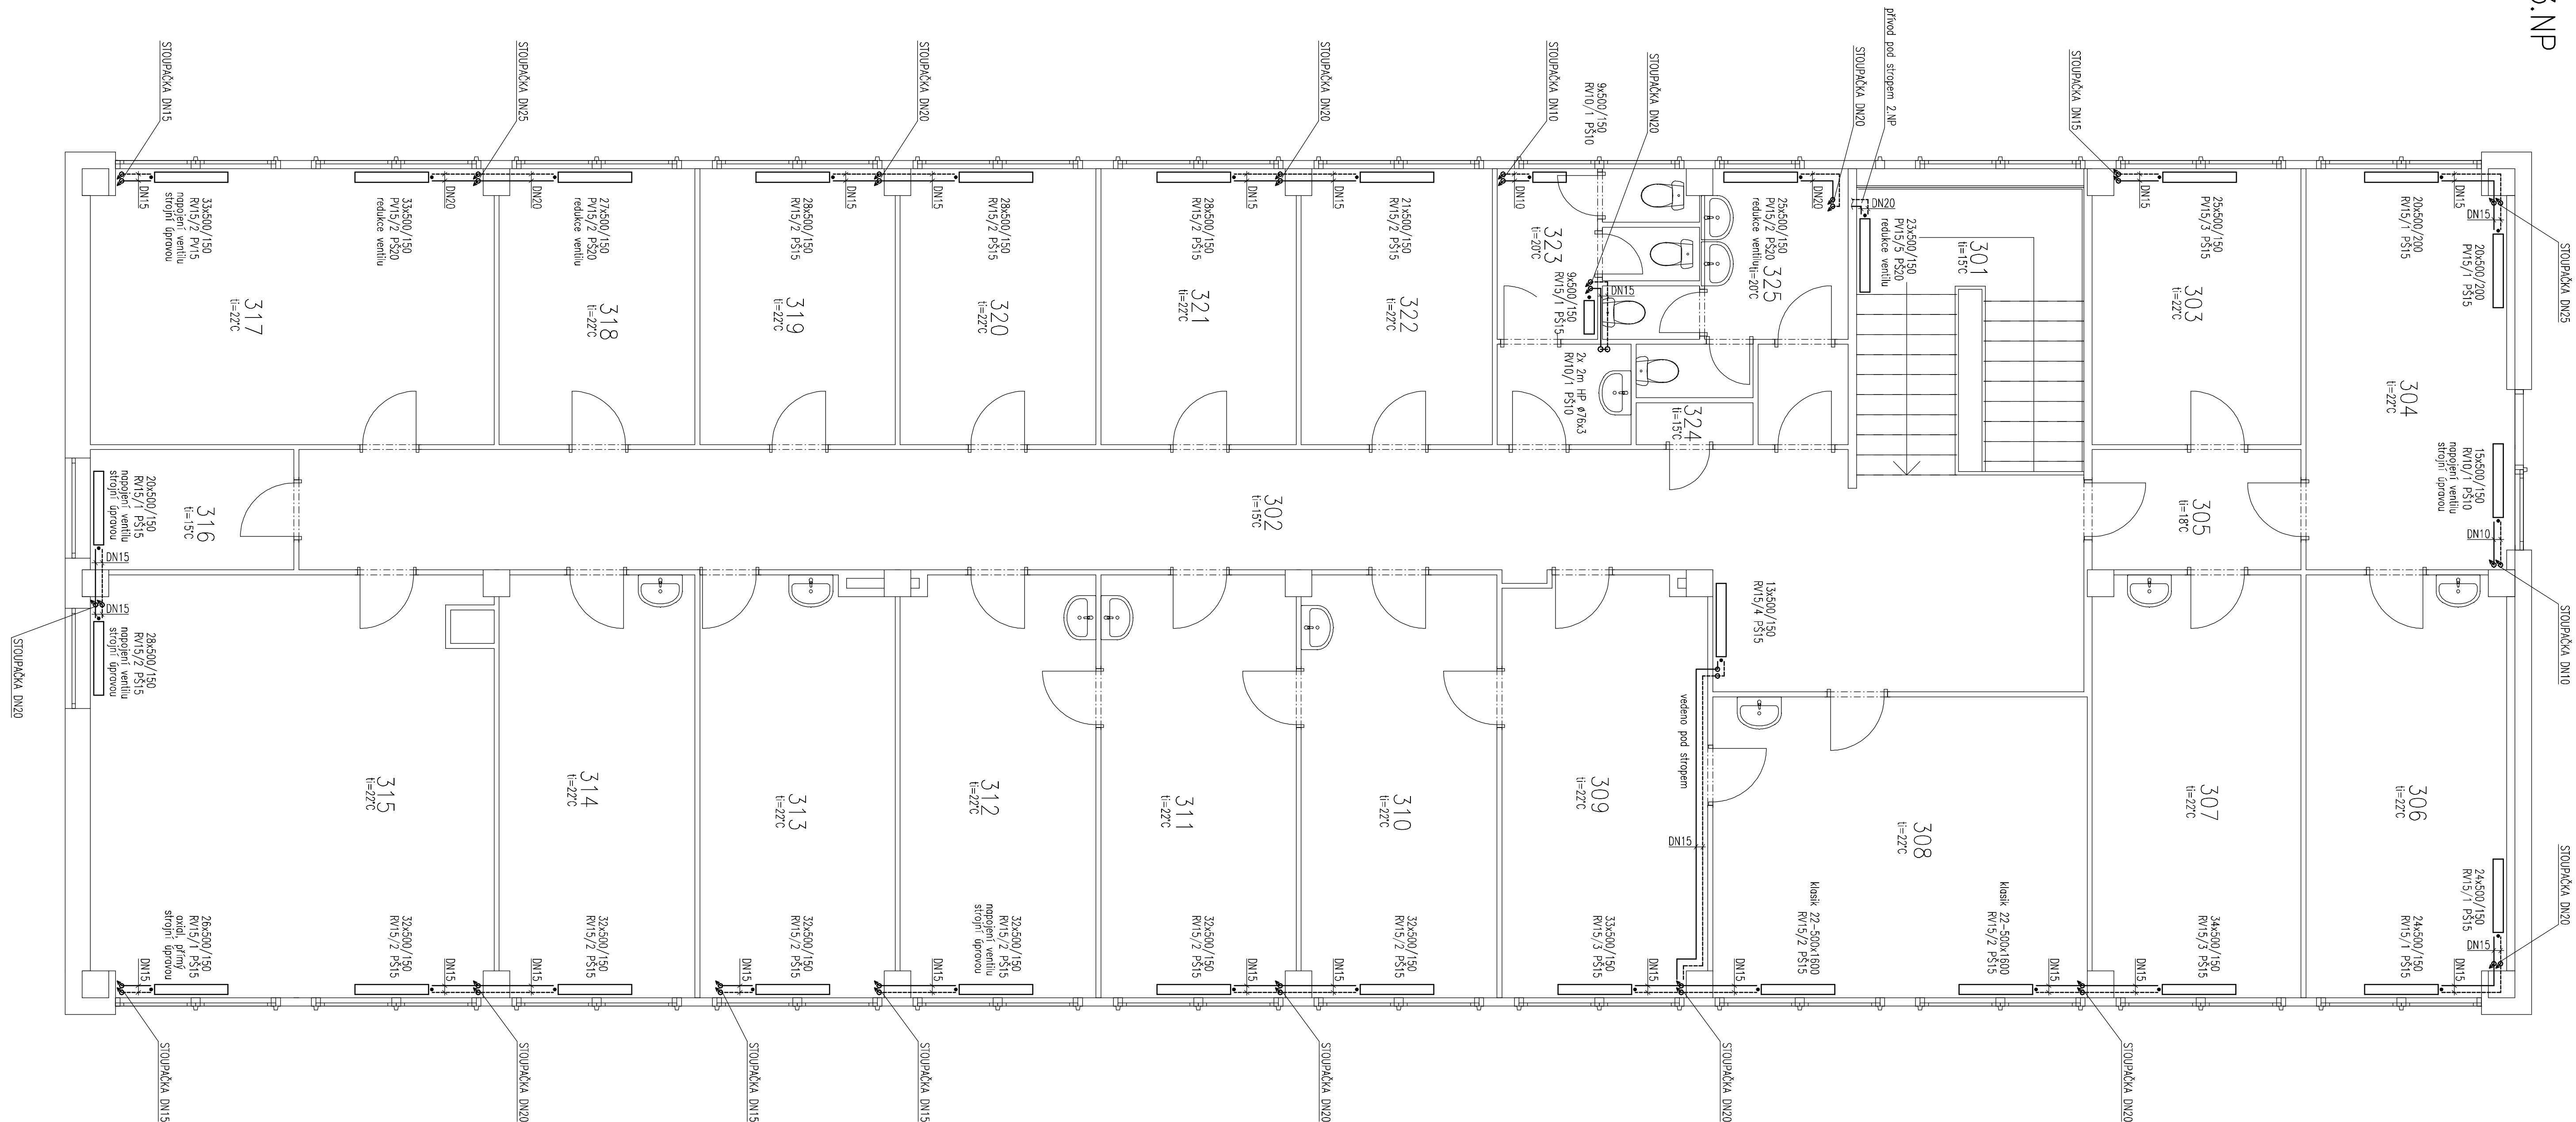 3.NP
STOUPAČKA DN15
STOUPAČKA DN25
STOUPAČKA DN20
STOUPAČKA DN20
STOUPAČKA DN10
9x500/150
RV10/1 PŠ10
STOUPAČKA DN20
STOUPAČKA DN20
přívod pod stropem 2.NP
STOUPAČKA DN15
STOUPAČKA DN25
DN15
33x500/150
RV15/2 PV15
napojení ventilu
strojní úpravou
33x500/150
PV15/2 PŠ20
redukce ventilu
DN20
DN20
27x500/150
PV15/2 PŠ20
redukce ventilu
28x500/150
RV15/2 PŠ15
DN15
DN15
28x500/150
RV15/2 PŠ15
28x500/150
RV15/2 PŠ15
DN15
DN15
21x500/150
RV15/2 PŠ15
DN10
25x500/150
PV15/2 PŠ20
redukce ventilu
DN20
DN20
23x500/150
PV15/5 PŠ20
redukce ventilu
DN15
25x500/150
PV15/3 PŠ15
20x500/200
RV15/1 PŠ15
DN15
DN15
20x500/200
PV15/1 PŠ15
317
ti=22°C
318
ti=22°C
319
ti=22°C
320
ti=22°C
321
ti=22°C
322
ti=22°C
323
ti=20°C
9x500/150
RV15/1 PŠ15
DN15
2x 2m HP ø76x3
RV10/1 PŠ10
324
ti=15°C
325
ti=20°C
301
ti=15°C
303
ti=22°C
304
ti=22°C
15x500/150
RV10/1 PŠ10
napojení ventilu
strojní úpravou
DN10
STOUPAČKA DN10
20x500/150
RV15/1 PŠ15
napojení ventilu
strojní úpravou
316
ti=15°C
302
ti=15°C
305
ti=18°C
DN15
DN15
28x500/150
RV15/2 PŠ15
napojení ventilu
strojní úpravou
STOUPAČKA DN20
13x500/150
RV15/4 PŠ15
vedeno pod stropem
DN15
315
ti=22°C
314
ti=22°C
313
ti=22°C
312
ti=22°C
311
ti=22°C
310
ti=22°C
309
ti=22°C
308
ti=22°C
307
ti=22°C
306
ti=22°C
26x500/150
RV15/1 PŠ15
axial, přímý
strojní úpravou
DN15
32x500/150
RV15/2 PŠ15
DN15
DN15
32x500/150
RV15/2 PŠ15
DN15
32x500/150
RV15/2 PŠ15
DN15
32x500/150
RV15/2 PŠ15
napojení ventilu
strojní úpravou
32x500/150
RV15/2 PŠ15
DN15
DN15
32x500/150
RV15/2 PŠ15
33x500/150
RV15/3 PŠ15
DN15
DN15
klasik 22-500x1600
RV15/2 PŠ15
klasik 22-500x1600
RV15/2 PŠ15
DN15
DN15
34x500/150
RV15/3 PŠ15
24x500/150
RV15/1 PŠ15
DN15
24x500/150
RV15/1 PŠ15
DN15
STOUPAČKA DN20
STOUPAČKA DN15
STOUPAČKA DN20
STOUPAČKA DN15
STOUPAČKA DN15
STOUPAČKA DN20
STOUPAČKA DN20
STOUPAČKA DN20